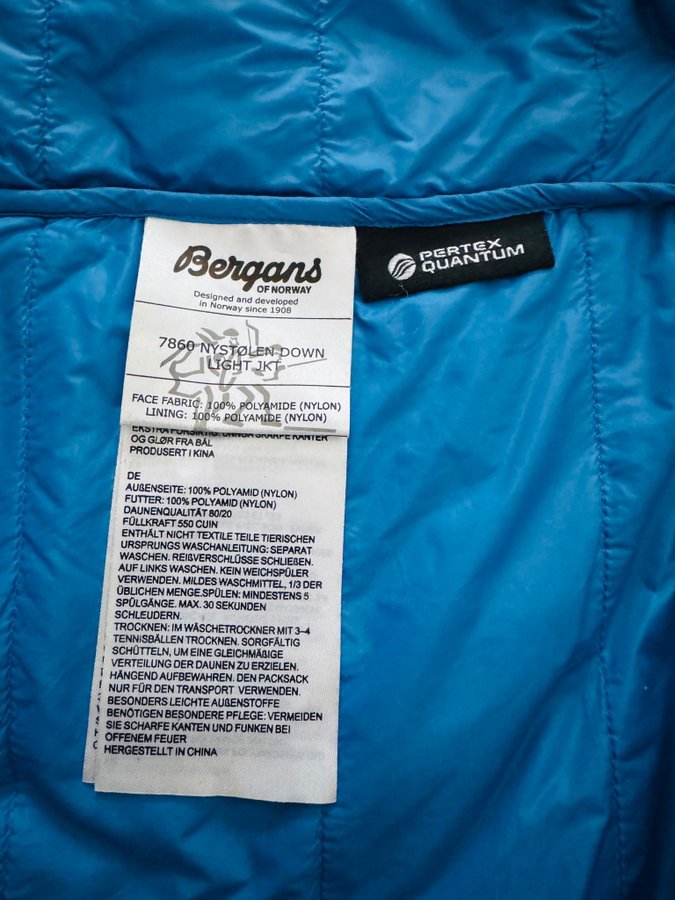 Bergans
OF NORWAY
Designed and developed
in Norway since 1908
7860 NYSTØLEN DOWN
LIGHT JKT
FACE FABRIC: 100% POLYAMIDE (NYLON)
LINING: 100% POLYAMIDE (NYLON)
PERTEX
QUANTUM
EKSTRA FORSIKTIG. UNNGÅ SKARPE KANTER
OG GLØR FRA BÅL
PRODUSERT I KINA
DE
AUßENSEITE: 100% POLYAMID (NYLON)
FUTTER: 100% POLYAMID (NYLON)
DAUNENQUALITÄT 80/20
FÜLLKRAFT 550 CUIN
ENTHÄLT NICHT TEXTILE TEILE TIERISCHEN
URSPRUNGS WASCHANLEITUNG: SEPARAT
WASCHEN. REIßVERSCHLÜSSE SCHLIEßEN.
AUF LINKS WASCHEN. KEIN WEICHSPÜLER
VERWENDEN. MILDES WASCHMITTEL, 1/3 DER
ÜBLICHEN MENGE.SPÜLEN: MINDESTENS 5
SPÜLGÄNGE. MAX. 30 SEKUNDEN
SCHLEUDERN.
TROCKNEN: IM WÄSCHETROCKNER MIT 3-4
TENNISBÄLLEN TROCKNEN. SORGFÄLTIG
SCHÜTTELN, UM EINE GLEICHMÄßIGE
VERTEILUNG DER DAUNEN ZU ERZIELEN.
HÄNGEND AUFBEWAHREN. DEN PACKSACK
NUR FÜR DEN TRANSPORT VERWENDEN.
BESONDERS LEICHTE AUßENSTOFFE
BENÖTIGEN BESONDERE PFLEGE: VERMEIDEN
SIE SCHARFE KANTEN UND FUNKEN BEI
OFFENEM FEUER
HERGESTELLT IN CHINA